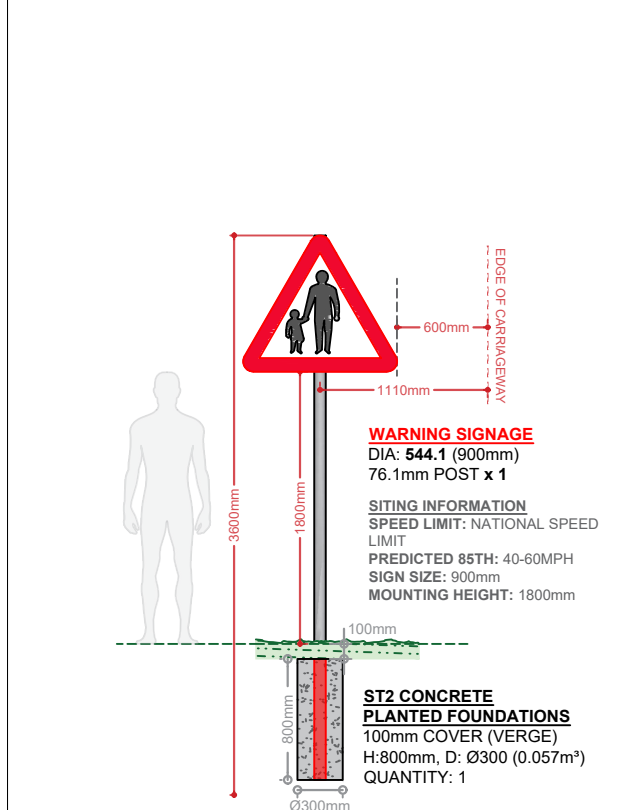 EDGE OF CARRIAGEWAY
600mm
1110mm
3600mm
1800mm
WARNING SIGNAGE
DIA: 544.1 (900mm)
76.1mm POST x 1
SITING INFORMATION
SPEED LIMIT: NATIONAL SPEED
LIMIT
PREDICTED 85TH: 40-60MPH
SIGN SIZE: 900mm
MOUNTING HEIGHT: 1800mm
100mm
800mm
ST2 CONCRETE
PLANTED FOUNDATIONS
100mm COVER (VERGE)
H:800mm, D: Ø300 (0.057m³)
QUANTITY: 1
Ø300mm